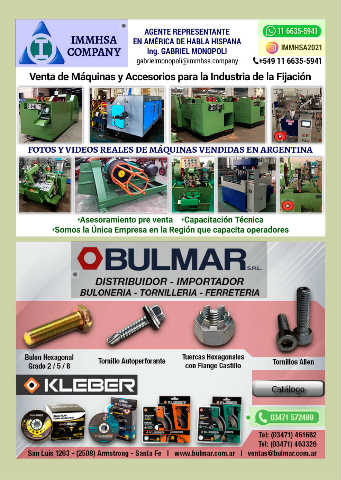 IMMHSA
COMPANY
AGENTE REPRESENTANTE
EN AMÉRICA DE HABLA HISPANA
Ing. GABRIEL MONOPOLI
gabrielmonopoli@immhsa.company
11 6635-5941
IMMHSA2021
+549 11 6635-5941
Venta de Máquinas y Accesorios para la Industria de la Fijación
FOTOS Y VIDEOS REALES DE MÁQUINAS VENDIDAS EN ARGENTINA
•Asesoramiento pre venta •Capacitación Técnica
•Somos la Única Empresa en la Región que capacita operadores
BULMAR S.R.L.
DISTRIBUIDOR - IMPORTADOR
BULONERIA - TORNILLERIA - FERRETERIA
Bulon Hexagonal
Grado 2 / 5 / 8
Tornillo Autoperforante
Tuercas Hexagonales
con Flange Castillo
Tornillos Allen
KLEBER
Catálogo
03471 572489
Tel: (03471) 461682
Tel: (03471) 463329
San Luis 1263 - (2508) Armstrong - Santa Fe | www.bulmar.com.ar | ventas@bulmar.com.ar